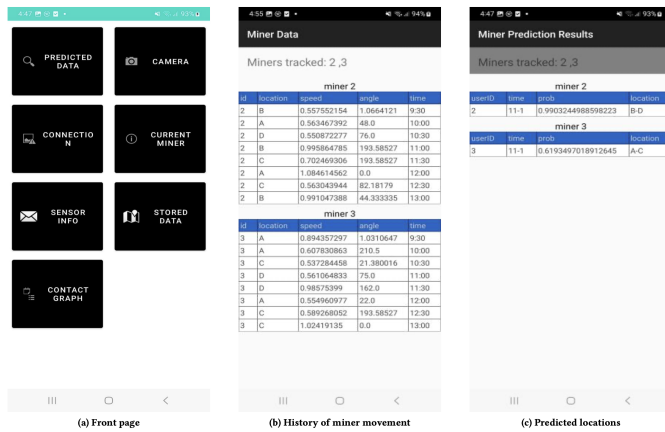 4:47
93%
PREDICTED
DATA
CAMERA
CONNECTIO
N
CURRENT
MINER
SENSOR
INFO
STORED
DATA
CONTACT
GRAPH
(a) Front page
4:55
94%
Miner Data
Miners tracked: 2 ,3
miner 2
id location speed angle time
2 B 0.557552154 1.0664121 9:30
2 A 0.563467392 48.0 10:00
2 D 0.550872277 76.0 10:30
2 B 0.995864785 193.58527 11:00
2 C 0.702469306 193.58527 11:30
2 A 1.084614562 0.0 12:00
2 C 0.563043944 82.18179 12:30
2 B 0.991047388 44.333335 13:00
miner 3
id location speed angle time
3 A 0.894357297 1.0310647 9:30
3 A 0.607830863 210.5 10:00
3 C 0.537284458 21.380016 10:30
3 D 0.561064833 75.0 11:00
3 D 0.98575399 162.0 11:30
3 A 0.554960977 22.0 12:00
3 C 0.589268052 193.58527 12:30
3 C 1.02419135 0.0 13:00
(b) History of miner movement
4:47
93%
Miner Prediction Results
Miners tracked: 2 ,3
miner 2
userID time prob location
2 11-1 0.9903244988598223 B-D
miner 3
userID time prob location
3 11-1 0.6193497018912645 A-C
(c) Predicted locations